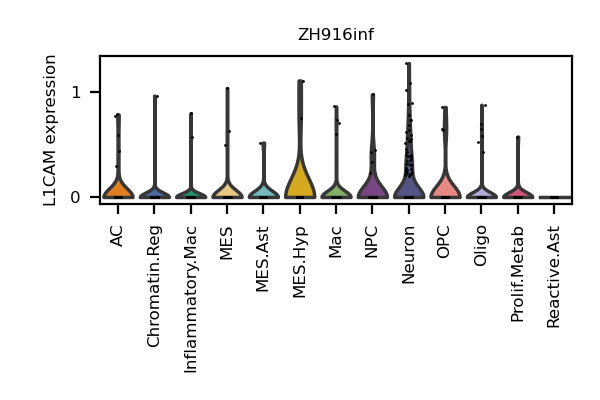 ZH916inf
L1CAM expression
1
0
AC
Chromatin.Reg
Inflammatory.Mac
MES
MES.Ast
MES.Hyp
Mac
NPC
Neuron
OPC
Oligo
Prolif.Metab
Reactive.Ast